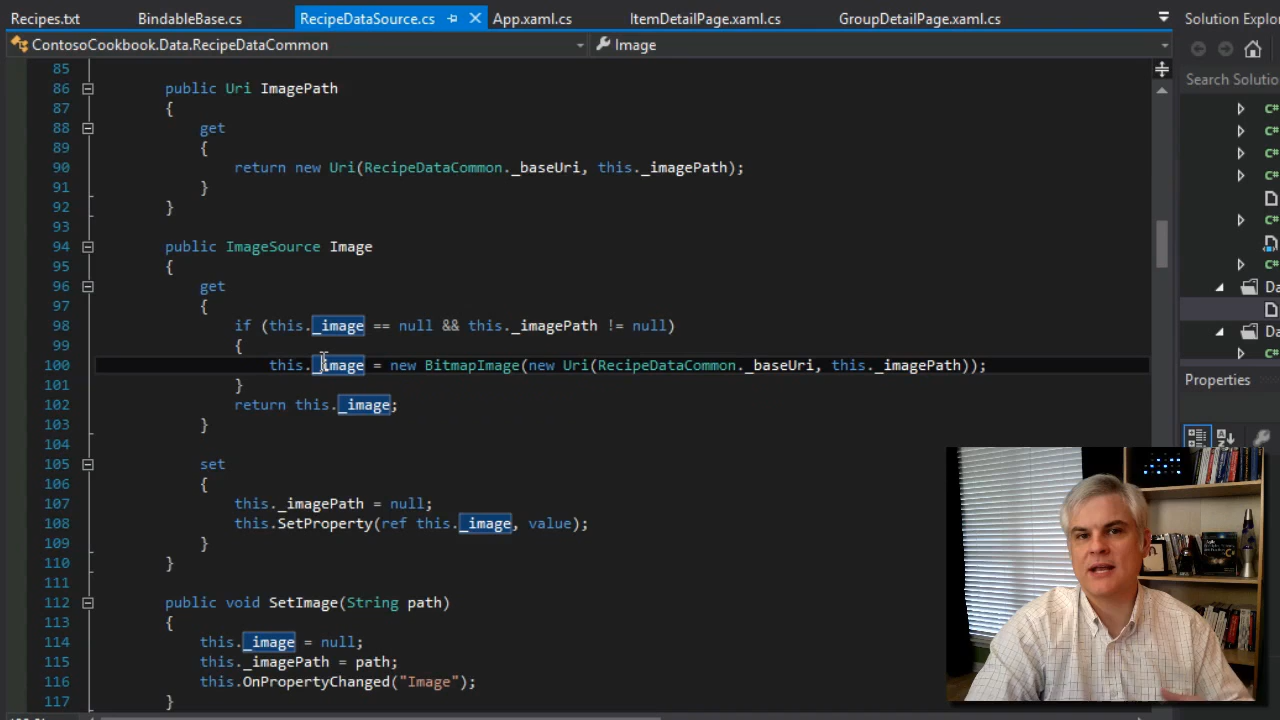 Recipes.txt BindableBase.cs RecipeDataSource.cs App.xaml.cs ItemDetailPage.xaml.cs GroupDetailPage.xaml.cs Solution Explo
ContosoCookbook.Data.RecipeDataCommon Image
Search Solutio
85
86 public Uri ImagePath
87 {
88 get
89 {
90 return new Uri(RecipeDataCommon._baseUri, this._imagePath);
91 }
92 }
93
94 public ImageSource Image
95 {
96 get
97 {
98 if (this._image == null && this._imagePath != null)
99 {
100 this._image = new BitmapImage(new Uri(RecipeDataCommon._baseUri, this._imagePath));
101 }
102 return this._image;
103 }
104
105 set
106 {
107 this._imagePath = null;
108 this.SetProperty(ref this._image, value);
109 }
110 }
111
112 public void SetImage(String path)
113 {
114 this._image = null;
115 this._imagePath = path;
116 this.OnPropertyChanged("Image");
117 }
C#
C#
C#
C#
C#
C#
Da
Da
C#
Properties